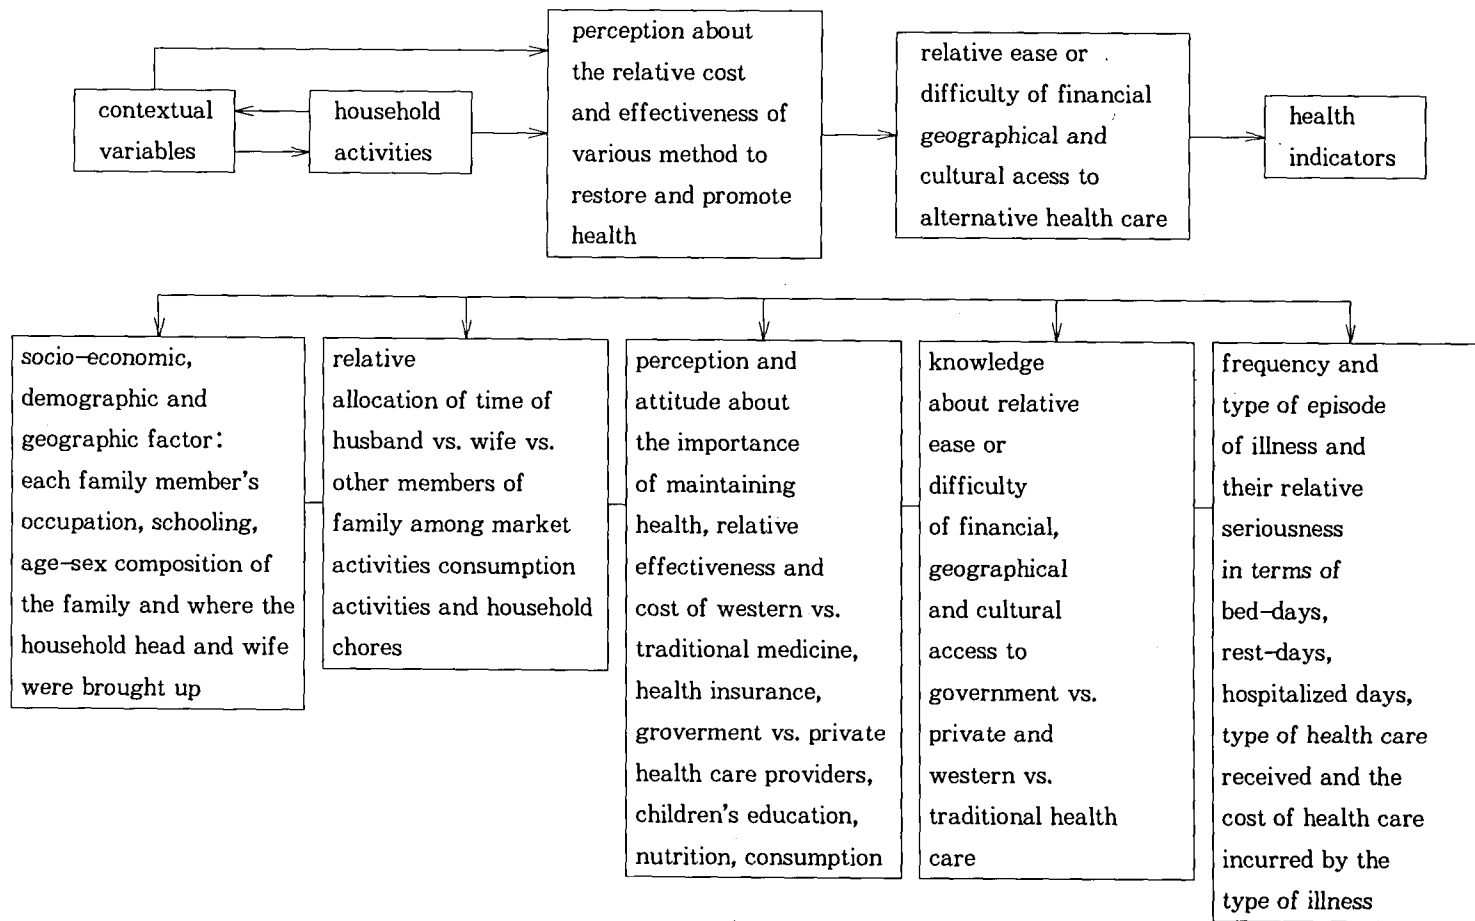 contextual
variables
household
activities
perception about
the relative cost
and effectiveness of
various method to
restore and promote
health
relative ease or
difficulty of financial
geographical and
cultural acess to
alternative health care
health
indicators
socio-economic,
demographic and
geographic factor:
each family member's
occupation, schooling,
age-sex composition of
the family and where the
household head and wife
were brought up
relative
allocation of time of
husband vs. wife vs.
other members of
family among market
activities consumption
activities and household
chores
perception and
attitude about
the importance
of maintaining
health, relative
effectiveness and
cost of western vs.
traditional medicine,
health insurance,
groverment vs. private
health care providers,
children's education,
nutrition, consumption
knowledge
about relative
ease or
difficulty
of financial,
geographical
and cultural
access to
government vs.
private and
western vs.
traditional health
care
frequency and
type of episode
of illness and
their relative
seriousness
in terms of
bed-days,
rest-days,
hospitalized days,
type of health care
received and the
cost of health care
incurred by the
type of illness